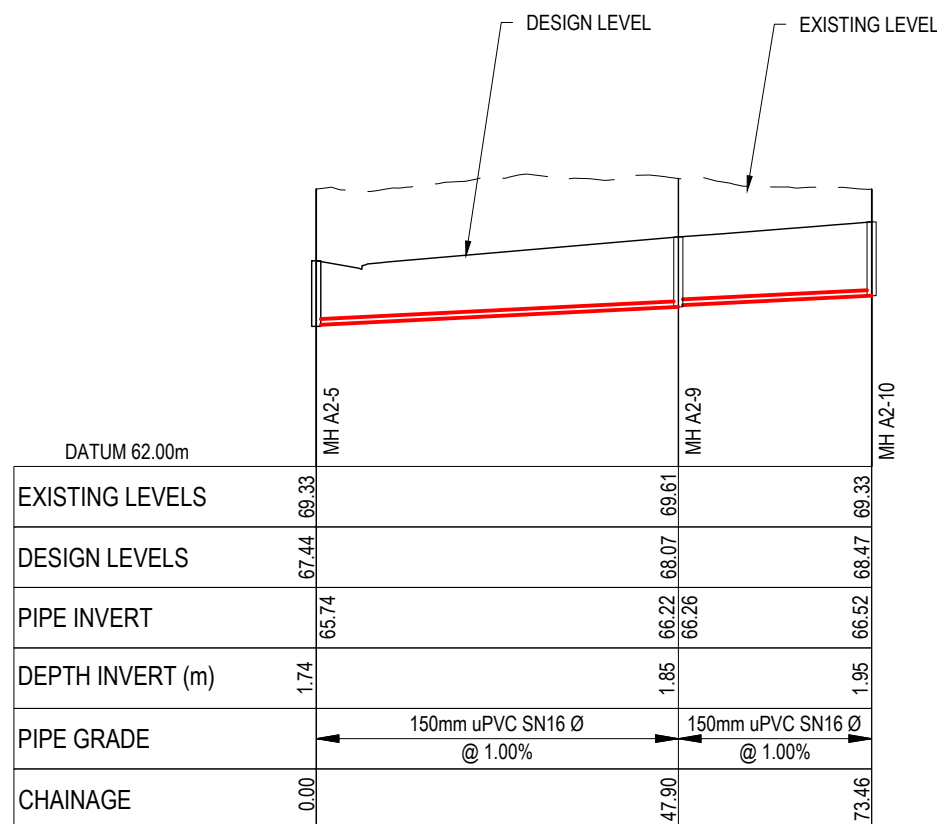 DESIGN LEVEL
EXISTING LEVEL
MH A2-5
MH A2-9
MH A2-10
DATUM 62.00m
EXISTING LEVELS 69.33 69.61 69.33
DESIGN LEVELS 67.44 68.07 68.47
PIPE INVERT 65.74 66.22 66.26 66.52
DEPTH INVERT (m) 1.74 1.85 1.95
PIPE GRADE
150mm uPVC SN16 Ø
@ 1.00%
150mm uPVC SN16 Ø
@ 1.00%
CHAINAGE 0.00 47.90 73.46